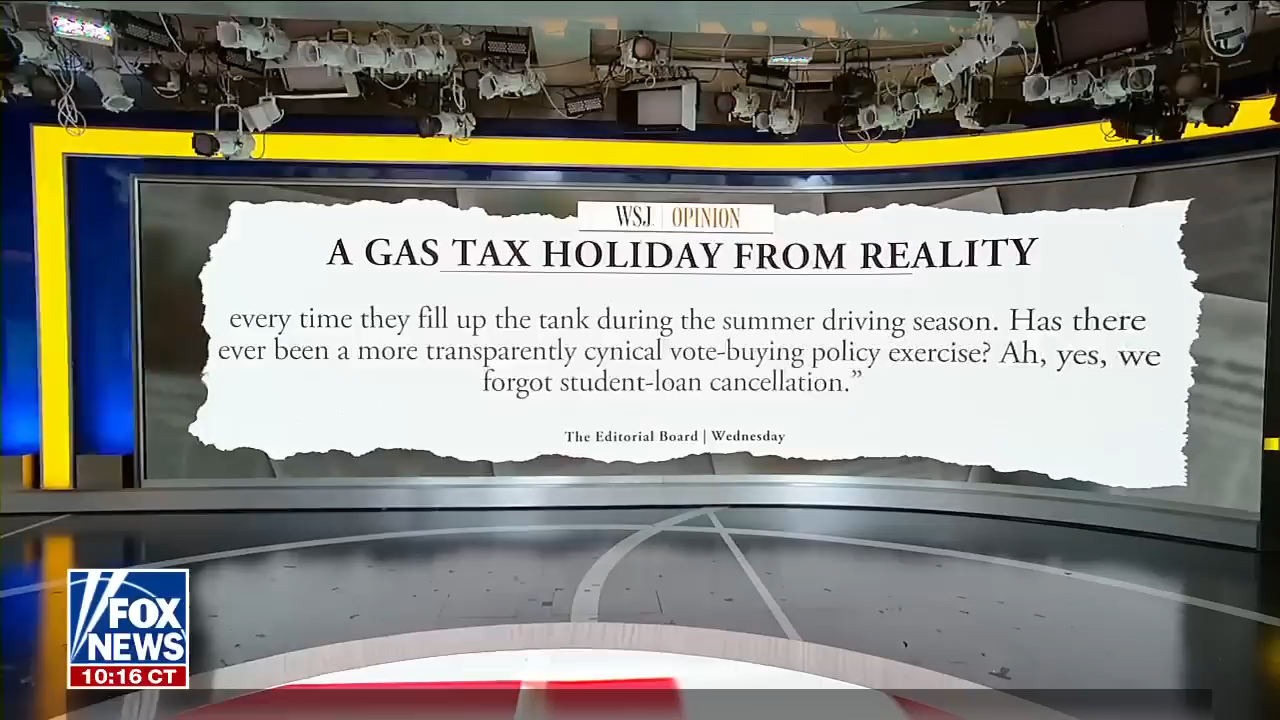 WSJ | OPINION
A GAS TAX HOLIDAY FROM REALITY
every time they fill up the tank during the summer driving season. Has there
ever been a more transparently cynical vote-buying policy exercise? Ah, yes, we
forgot student-loan cancellation.”
The Editorial Board | Wednesday
FOX
NEWS
10:16 CT